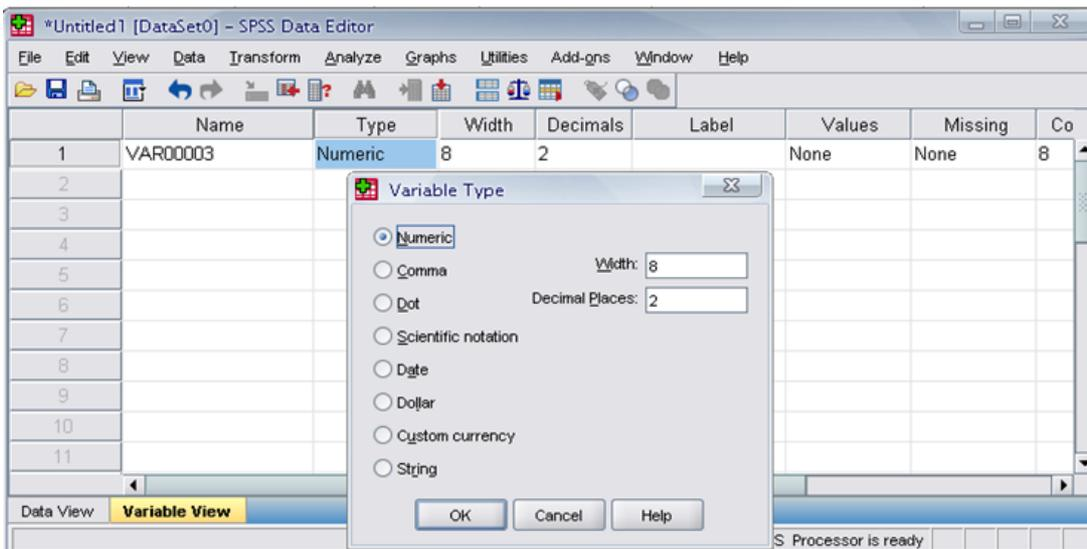 *Untitled1 [DataSet0] - SPSS Data Editor
File Edit View Data Transform Analyze Graphs Utilities Add-ons Window Help
Name Type Width Decimals Label Values Missing Co
1 VAR00003 Numeric 8 2 None None 8
2
3
4
5
6
7
8
9
10
11
Variable Type
Numeric
Comma
Dot
Scientific notation
Date
Dollar
Custom currency
String
Width: 8
Decimal Places: 2
OK Cancel Help
Data View Variable View
S Processor is ready